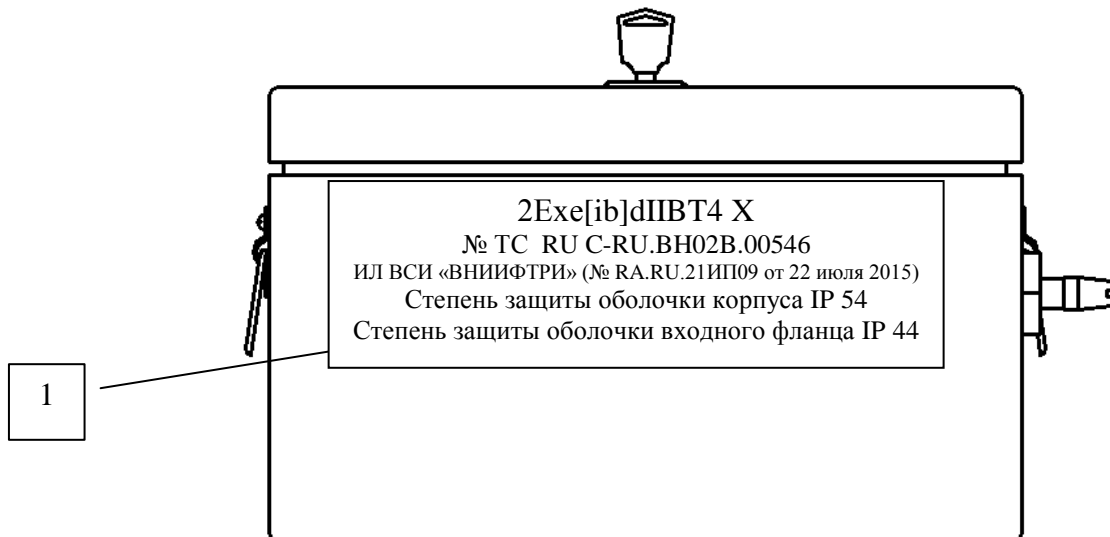 2Exe[ib]dIIBT4 X
№ ТС RU C-RU.ВН02В.00546
ИЛ ВСИ «ВНИИФТРИ» (№ RA.RU.21ИП09 от 22 июля 2015)
Степень защиты оболочки корпуса IP 54
Степень защиты оболочки входного фланца IP 44
1